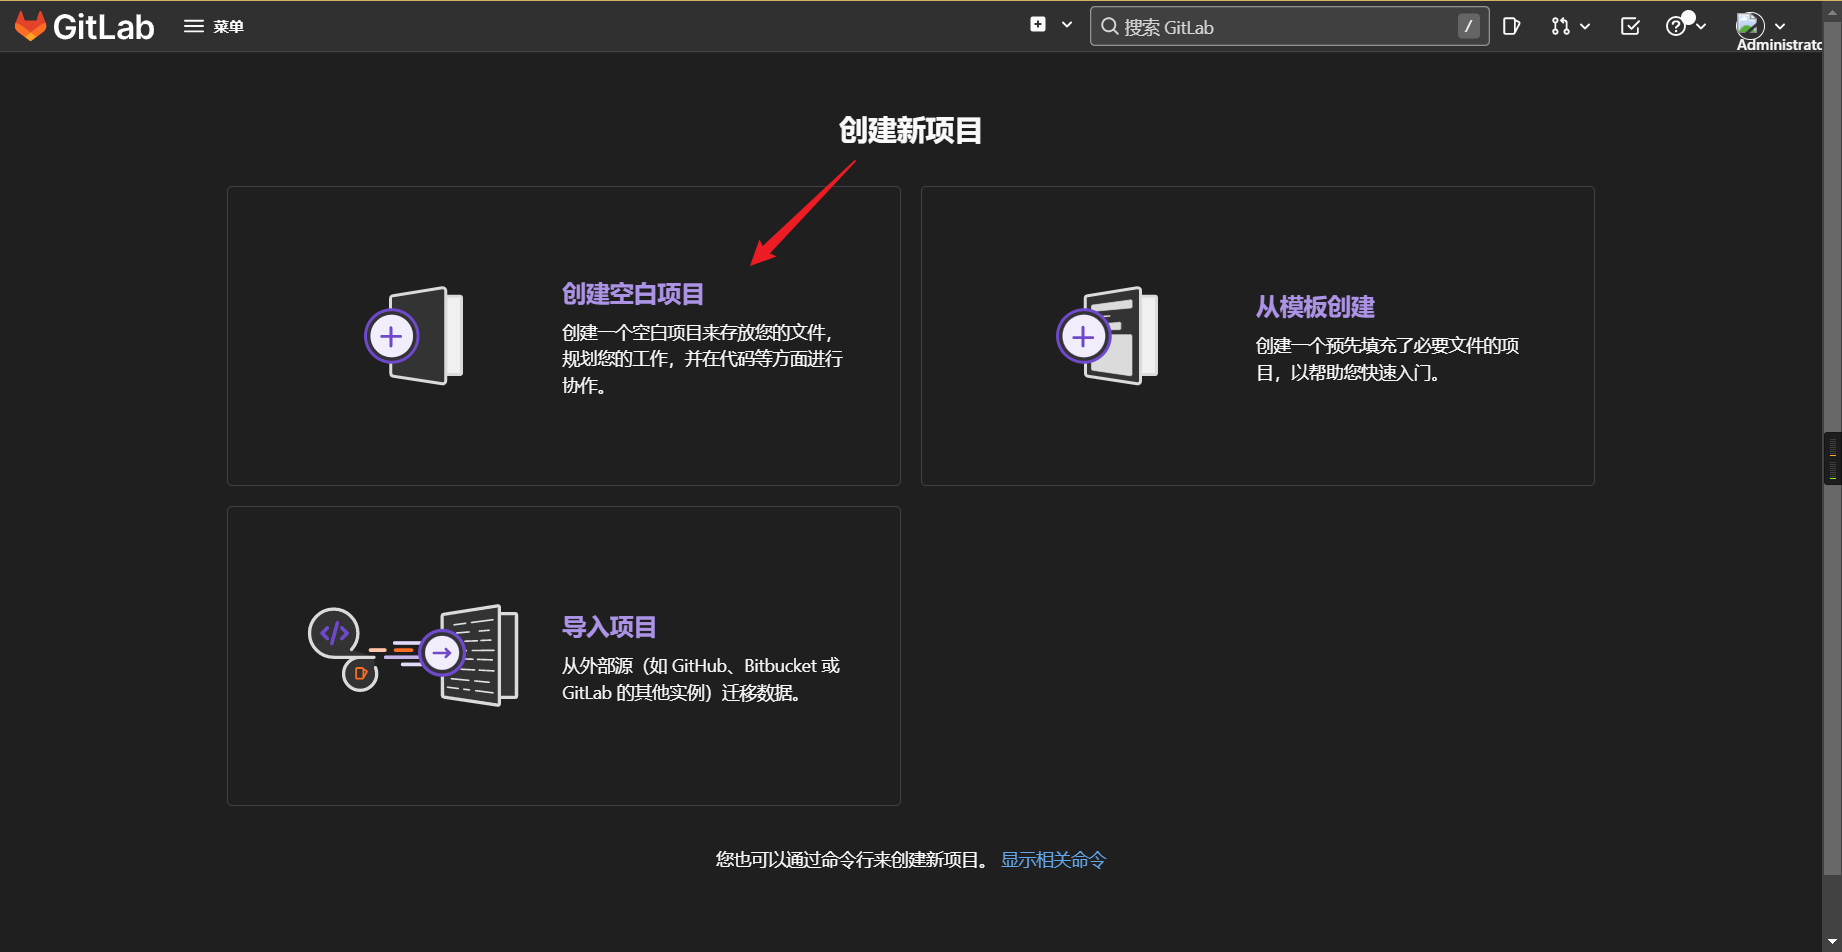 GitLab
菜单
搜索 GitLab
/
Administrato
创建新项目
创建空白项目
创建一个空白项目来存放您的文件，
规划您的工作，并在代码等方面进行
协作。
从模板创建
创建一个预先填充了必要文件的项
目，以帮助您快速入门。
导入项目
从外部源（如 GitHub、Bitbucket 或
GitLab 的其他实例）迁移数据。
您也可以通过命令行来创建新项目。 显示相关命令